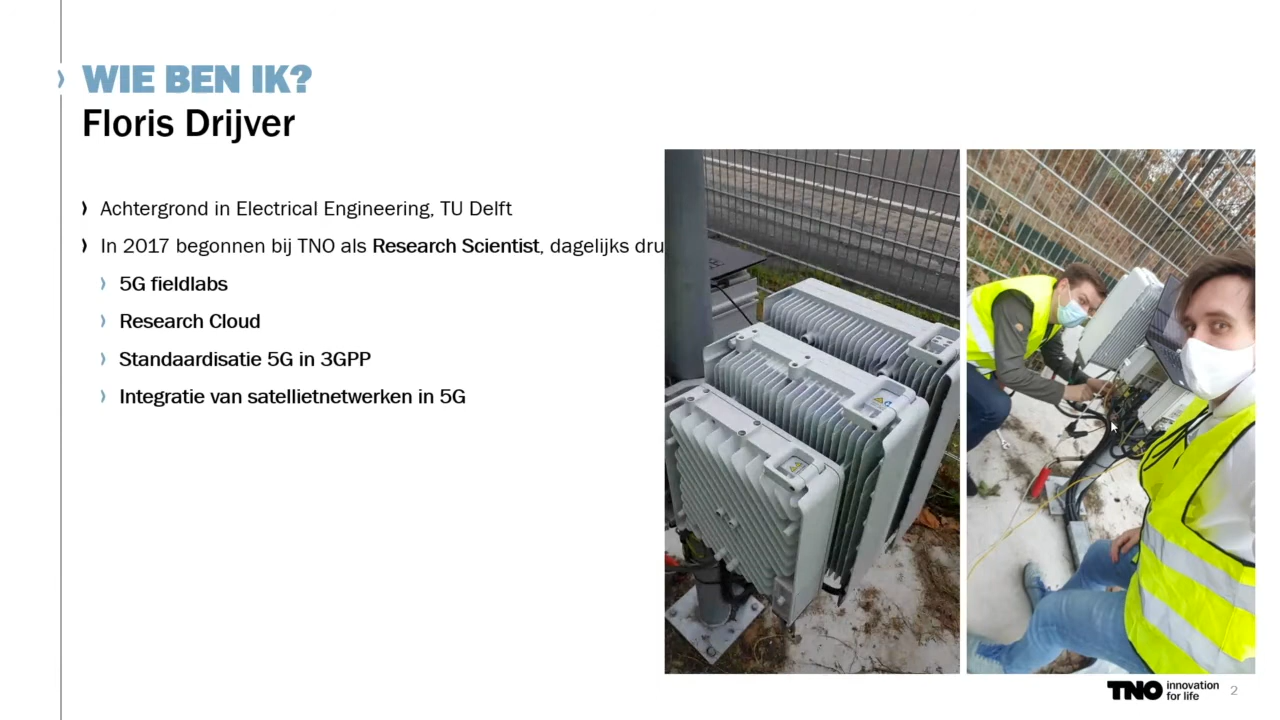 WIE BEN IK?
Floris Drijver
Achtergrond in Electrical Engineering, TU Delft
In 2017 begonnen bij TNO als Research Scientist, dagelijks dru
5G fieldlabs
Research Cloud
Standaardisatie 5G in 3GPP
Integratie van satellietnetwerken in 5G
TNO innovation
for life
2